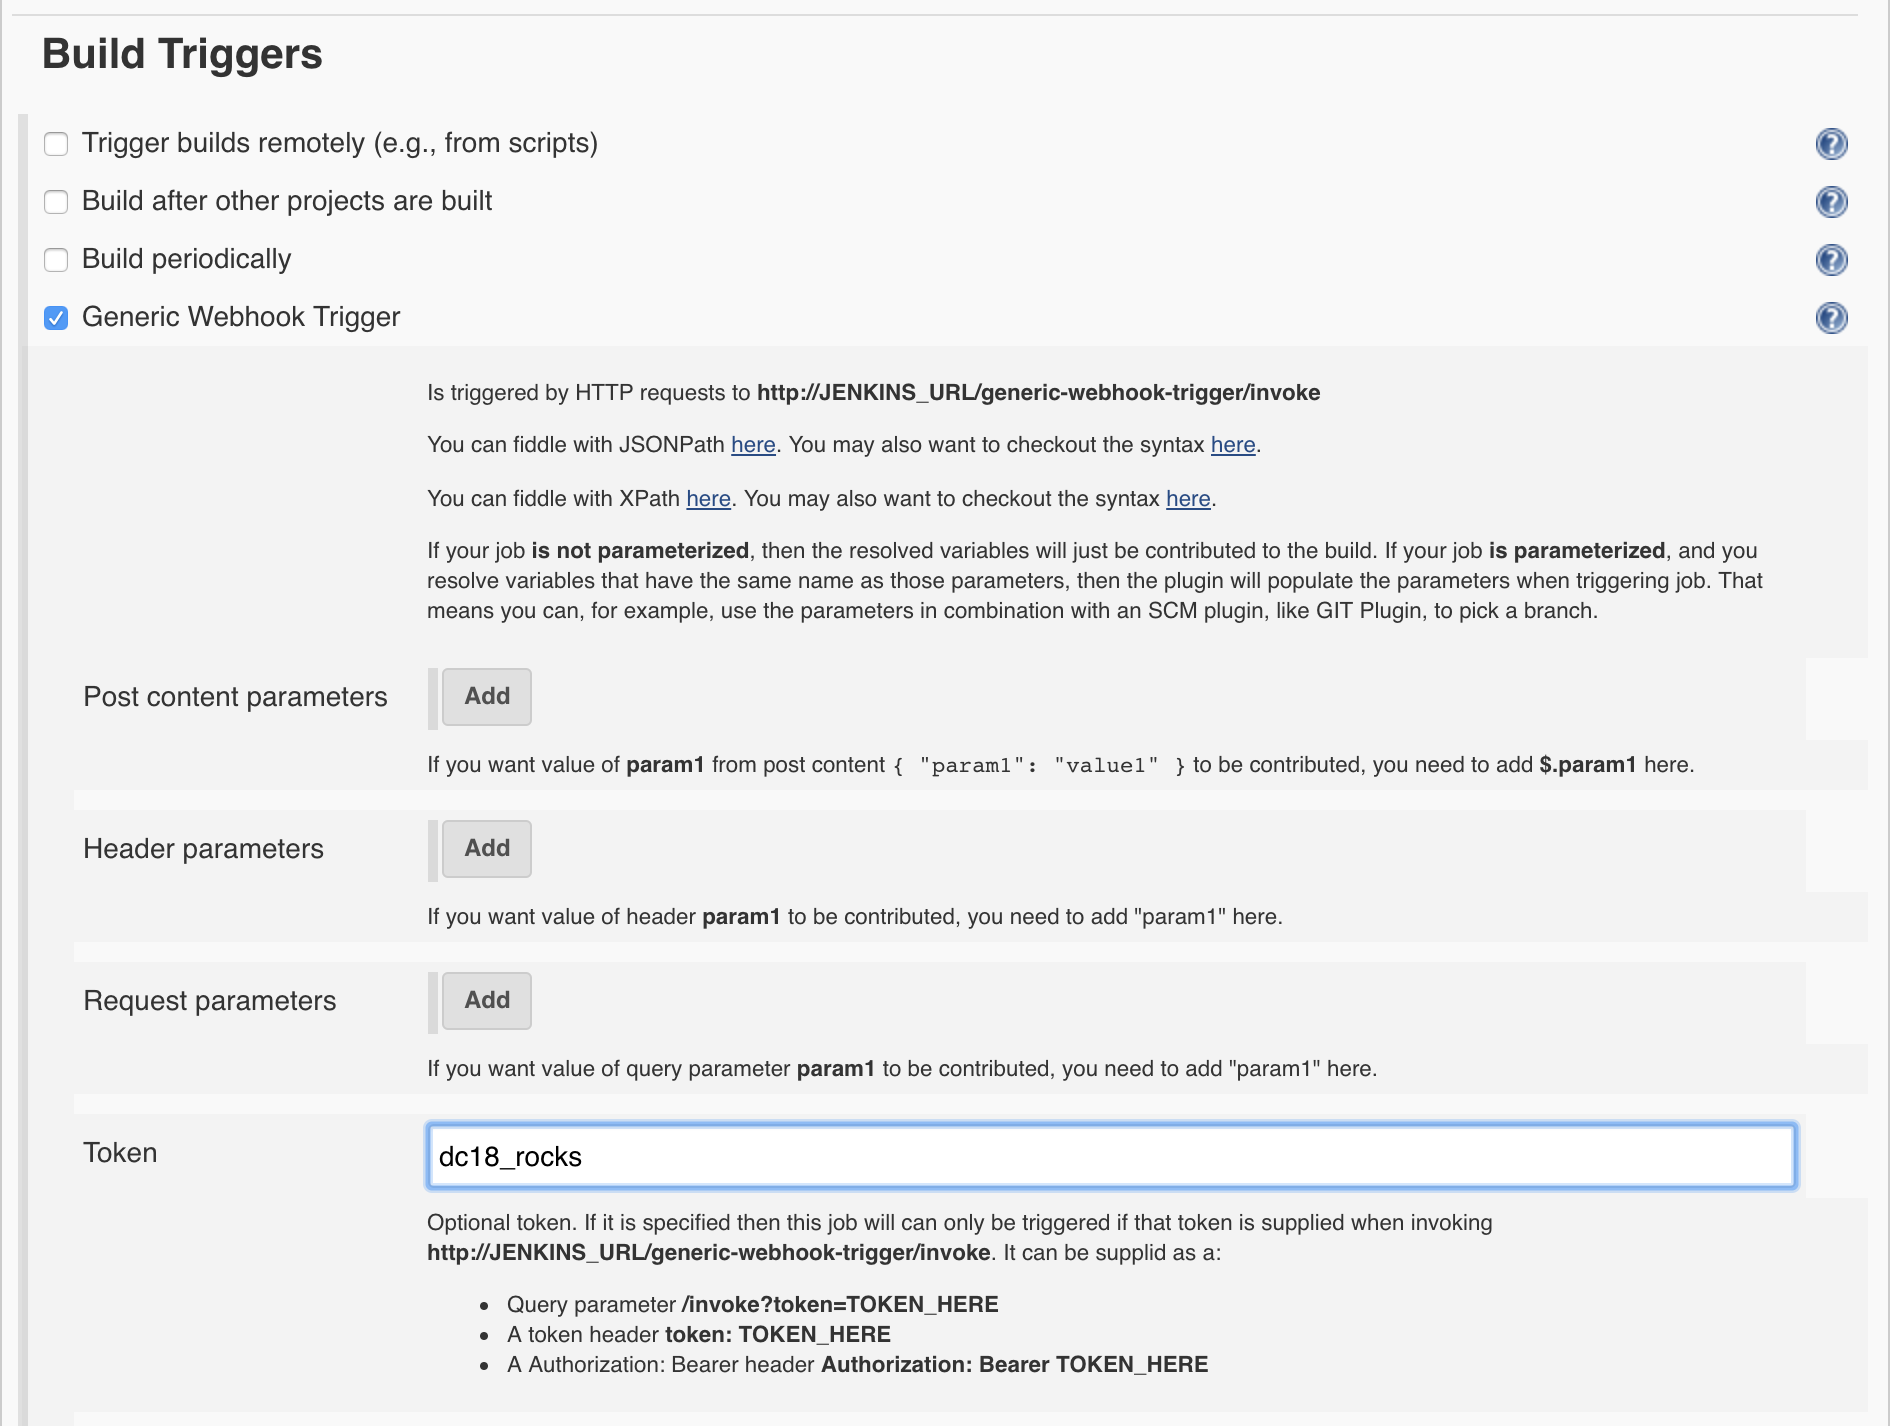 Build Triggers
Trigger builds remotely (e.g., from scripts)
Build after other projects are built
Build periodically
Generic Webhook Trigger
Is triggered by HTTP requests to http://JENKINS_URL/generic-webhook-trigger/invoke
You can fiddle with JSONPath here. You may also want to checkout the syntax here.
You can fiddle with XPath here. You may also want to checkout the syntax here.
If your job is not parameterized, then the resolved variables will just be contributed to the build. If your job is parameterized, and you
resolve variables that have the same name as those parameters, then the plugin will populate the parameters when triggering job. That
means you can, for example, use the parameters in combination with an SCM plugin, like GIT Plugin, to pick a branch.
Post content parameters Add
If you want value of param1 from post content { "param1": "value1" } to be contributed, you need to add $.param1 here.
Header parameters Add
If you want value of header param1 to be contributed, you need to add "param1" here.
Request parameters Add
If you want value of query parameter param1 to be contributed, you need to add "param1" here.
Token dc18_rocks
Optional token. If it is specified then this job will can only be triggered if that token is supplied when invoking
http://JENKINS_URL/generic-webhook-trigger/invoke. It can be supplid as a:
• Query parameter /invoke?token=TOKEN_HERE
• A token header token: TOKEN_HERE
• A Authorization: Bearer header Authorization: Bearer TOKEN_HERE